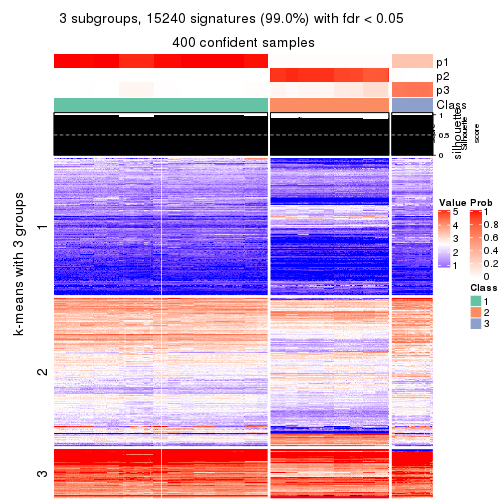 3 subgroups, 15240 signatures (99.0%) with fdr < 0.05
400 confident samples
p1
p2
p3
Class
silhouette
Silhouette
score
1
0.5
0
k-means with 3 groups
1
2
3
Value
5
4
3
2
1
Prob
1
0.8
0.6
0.4
0.2
0
Class
1
2
3